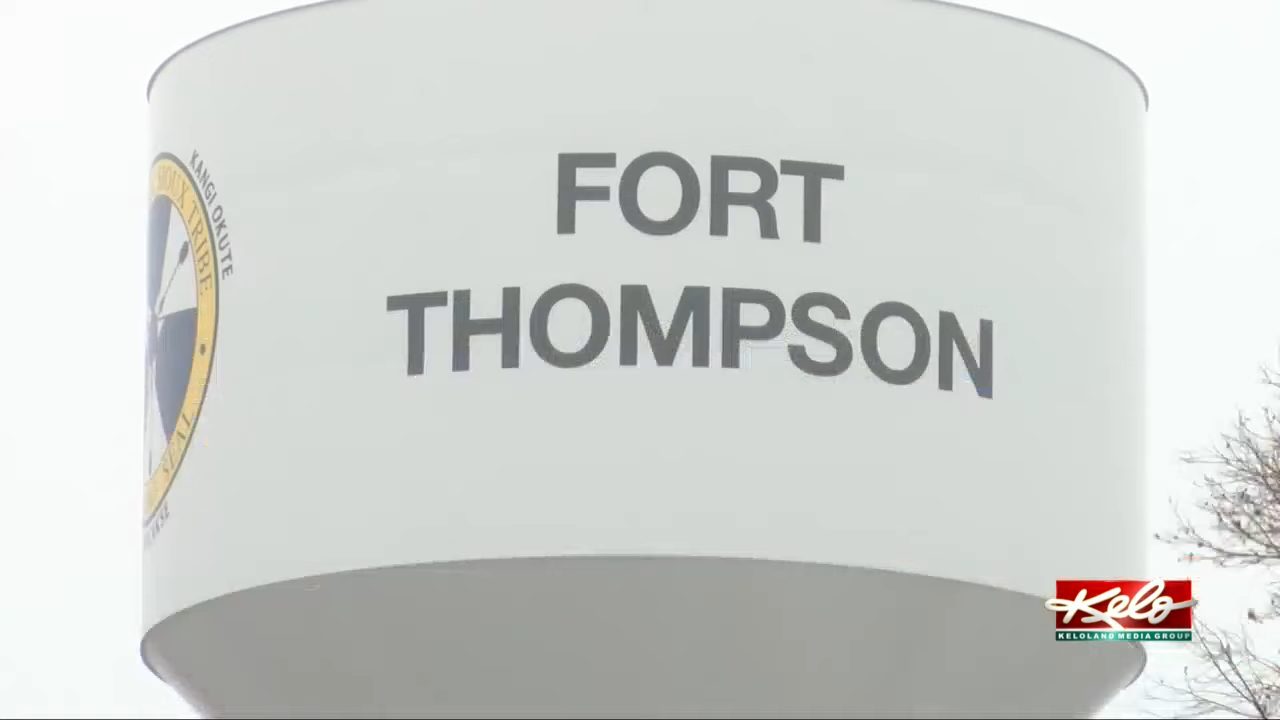 KANGI OKUTE
SIOUX TRIBE
SEAL
FORT
THOMPSON
Kelo
KELOLAND MEDIA GROUP